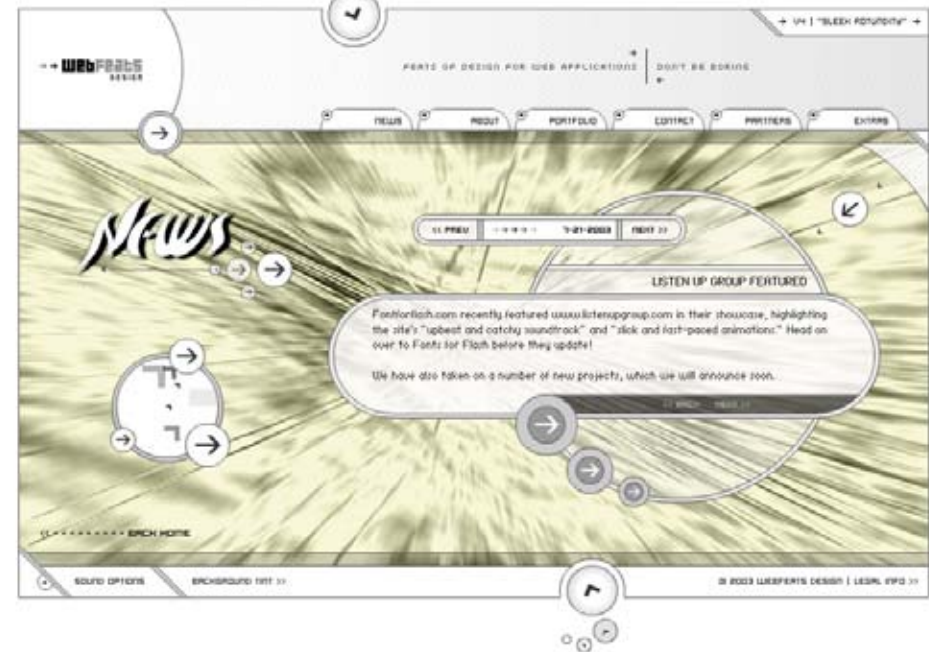 V4 | "SLEEK ROTUNDITY"
WEBFEATS
DESIGN
FEATS OF DESIGN FOR WEB APPLICATIONS
DON'T BE BORING
NEWS ABOUT PORTFOLIO CONTACT PARTNERS EXTRAS
NEWS
<< PREV 7-21-2003 NEXT >>
LISTEN UP GROUP FEATURED
Fontsforflash.com recently featured www.listenupgroup.com in their showcase, highlighting
the site's "upbeat and catchy soundtrack" and "slick and fast-paced animations." Head on
over to Fonts for Flash before they update!
We have also taken on a number of new projects, which we will announce soon.
<< BACK NEXT >>
<< - - - - - - - - - BACK HOME
SOUND OPTIONS
BACKGROUND TINT >>
© 2003 WEBFEATS DESIGN | LEGAL INFO >>